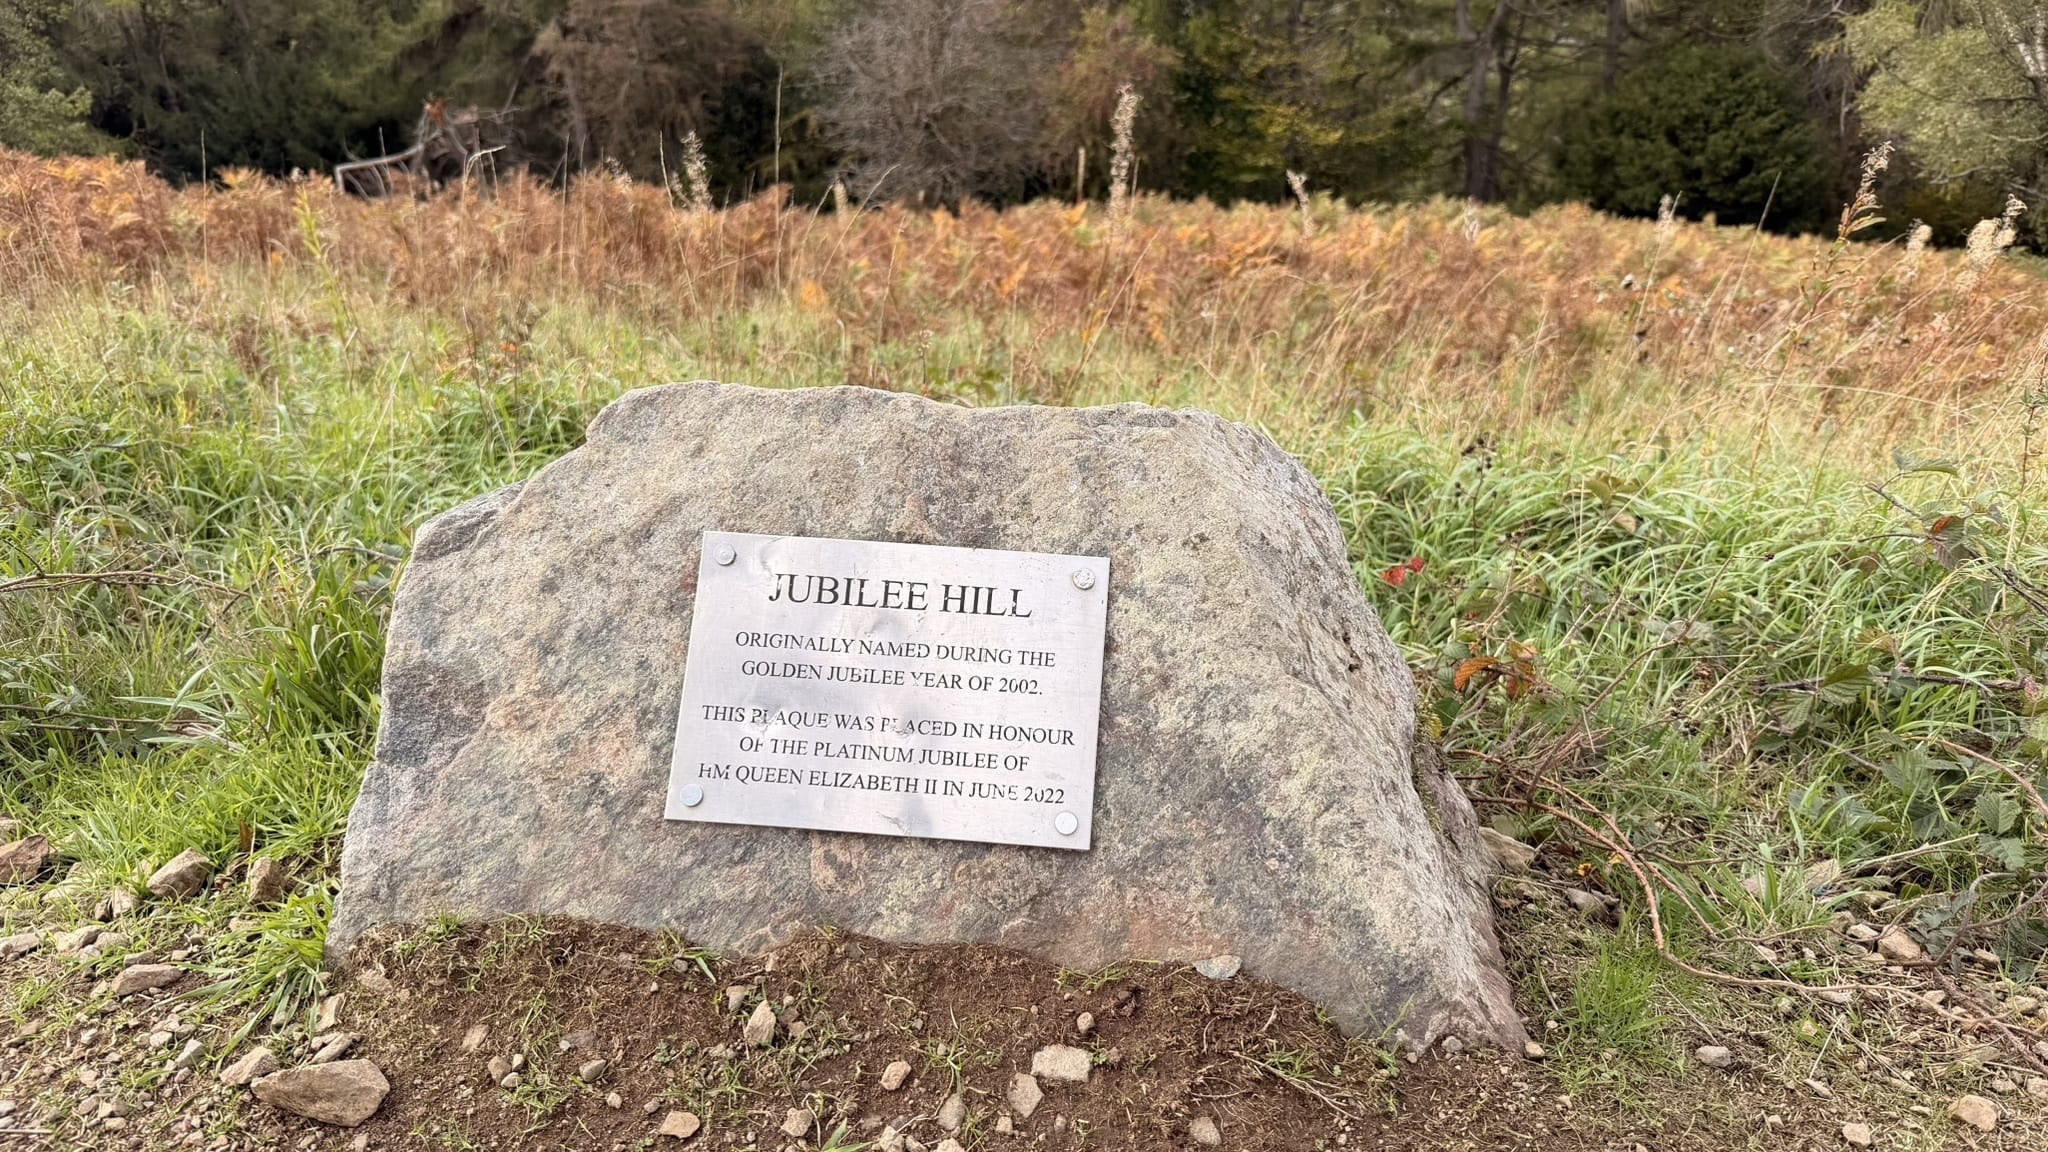 JUBILEE HILL
ORIGINALLY NAMED DURING THE
GOLDEN JUBILEE YEAR OF 2002.
THIS PLAQUE WAS PLACED IN HONOUR
OF THE PLATINUM JUBILEE OF
HM QUEEN ELIZABETH II IN JUNE 2022